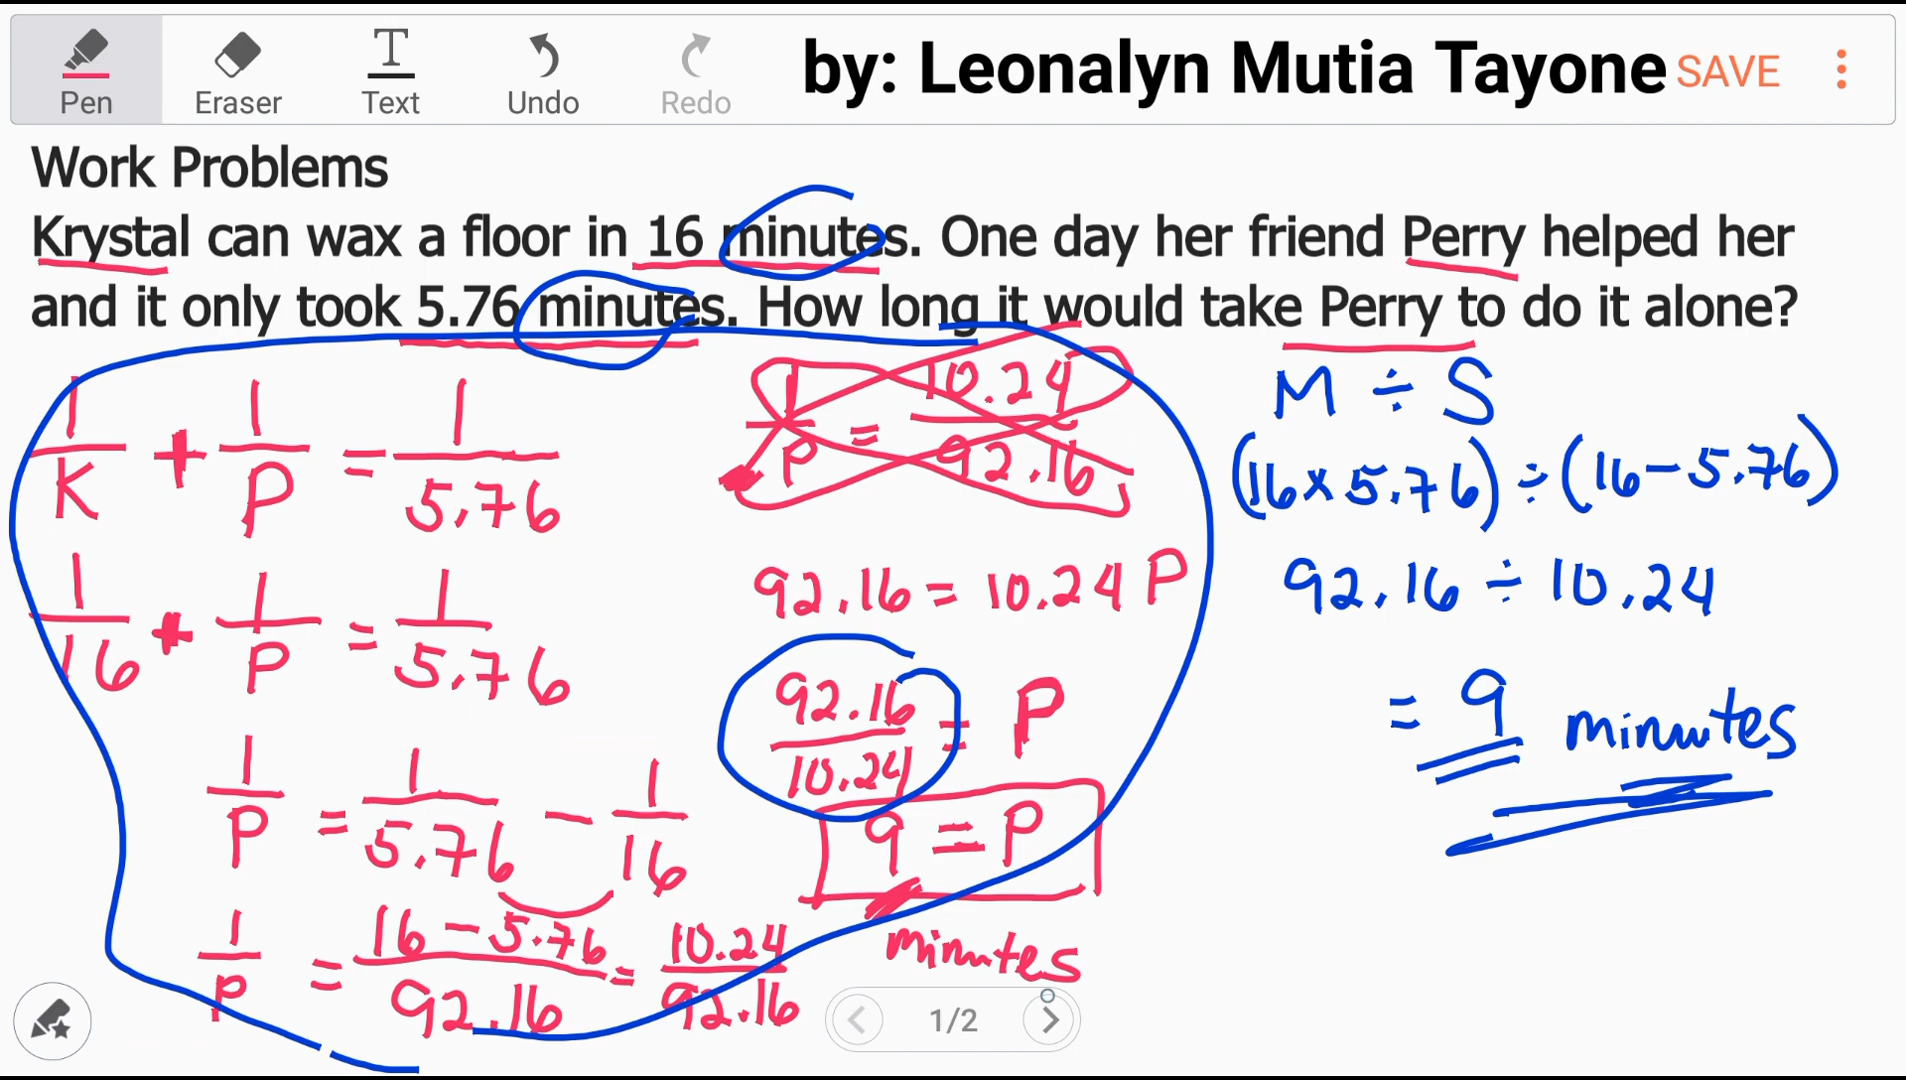 Pen Eraser Text Undo Redo by: Leonalyn Mutia Tayone SAVE
Work Problems
Krystal can wax a floor in 16 minutes. One day her friend Perry helped her
and it only took 5.76 minutes. How long it would take Perry to do it alone?
1/K + 1/P = 1/5.76
1/16 + 1/P = 1/5.76
1/P = 1/5.76 - 1/16
1/P = 16-5.76/92.16 = 10.24/92.16
1/P = 10.24/92.16
92.16 = 10.24 P
92.16/10.24 = P
9 = P
minutes
M ÷ S
(16x5.76) ÷ (16-5.76)
92.16 ÷ 10.24
= 9 minutes
1/2